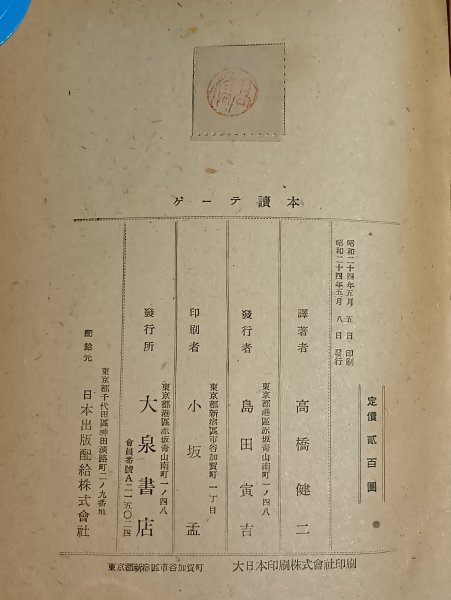 ゲーテ讀本
昭和二十四年五月 五日 印刷
昭和二十四年五月 八日 發行
定價 貳百圓
譯著者 高橋健二
發行者 東京都港區赤坂青山南町一ノ四八
島田寅吉
印刷者 東京都新宿區市谷加賀町一丁目
小坂孟
發行所 東京都港區赤坂青山南町一ノ四八
大泉書店
會員番號A二一五〇二四
配給元 東京都千代田區神田淡路町二ノ九番地
日本出版配給株式會社
東京都新宿區市谷加賀町 大日本印刷株式會社印刷